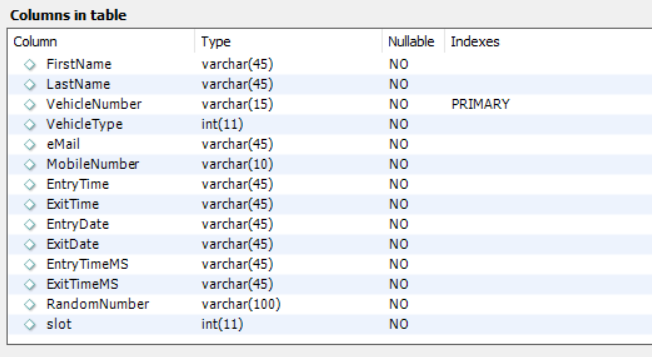 Columns in table
Column Type Nullable Indexes
FirstName varchar(45) NO
LastName varchar(45) NO
VehicleNumber varchar(15) NO PRIMARY
VehicleType int(11) NO
eMail varchar(45) NO
MobileNumber varchar(10) NO
EntryTime varchar(45) NO
ExitTime varchar(45) NO
EntryDate varchar(45) NO
ExitDate varchar(45) NO
EntryTimeMS varchar(45) NO
ExitTimeMS varchar(45) NO
RandomNumber varchar(100) NO
slot int(11) NO